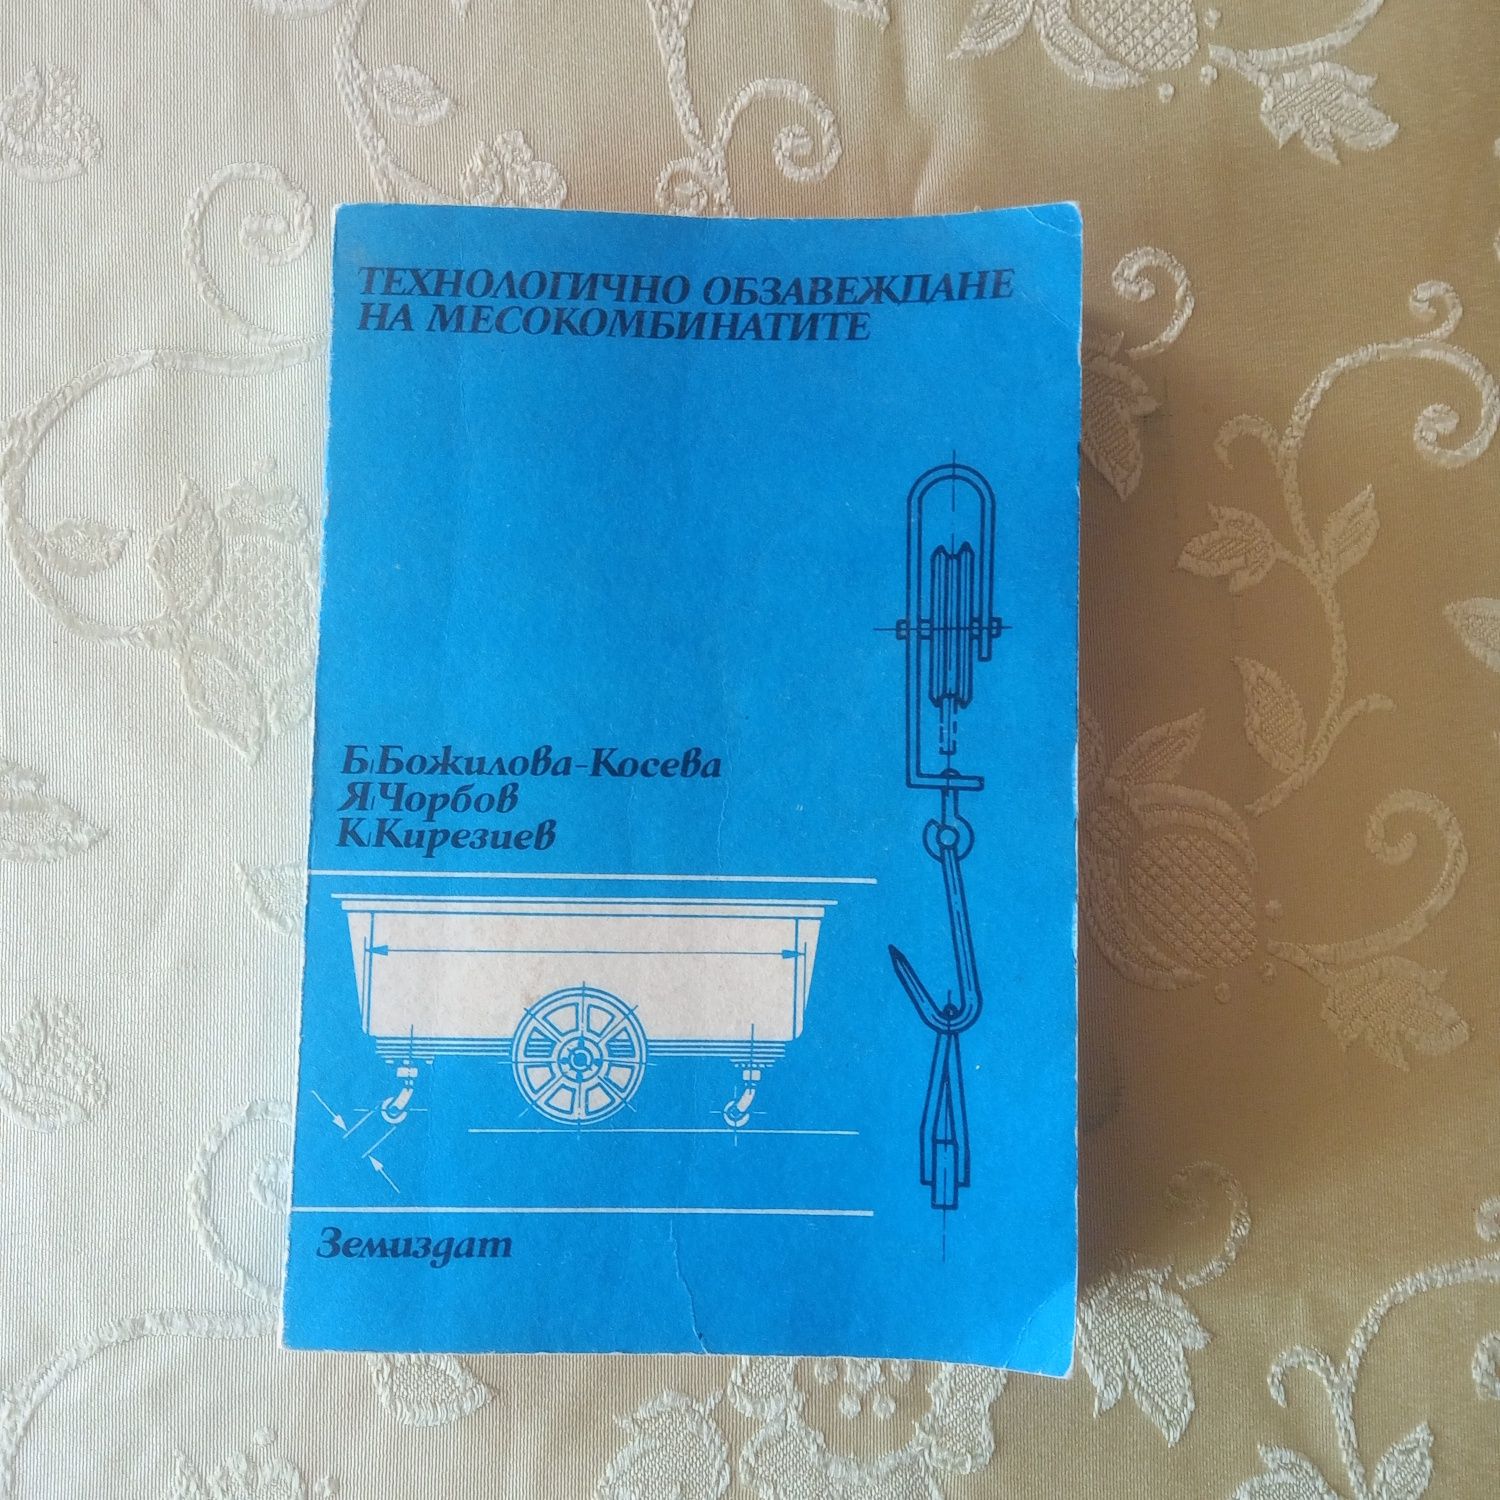 ТЕХНОЛОГИЧНО ОБЗАВЕЖДАНЕ
НА МЕСОКОМБИНАТИТЕ
Б. Божилова-Косева
Я. Чорбов
К. Кирезиев
Земиздат